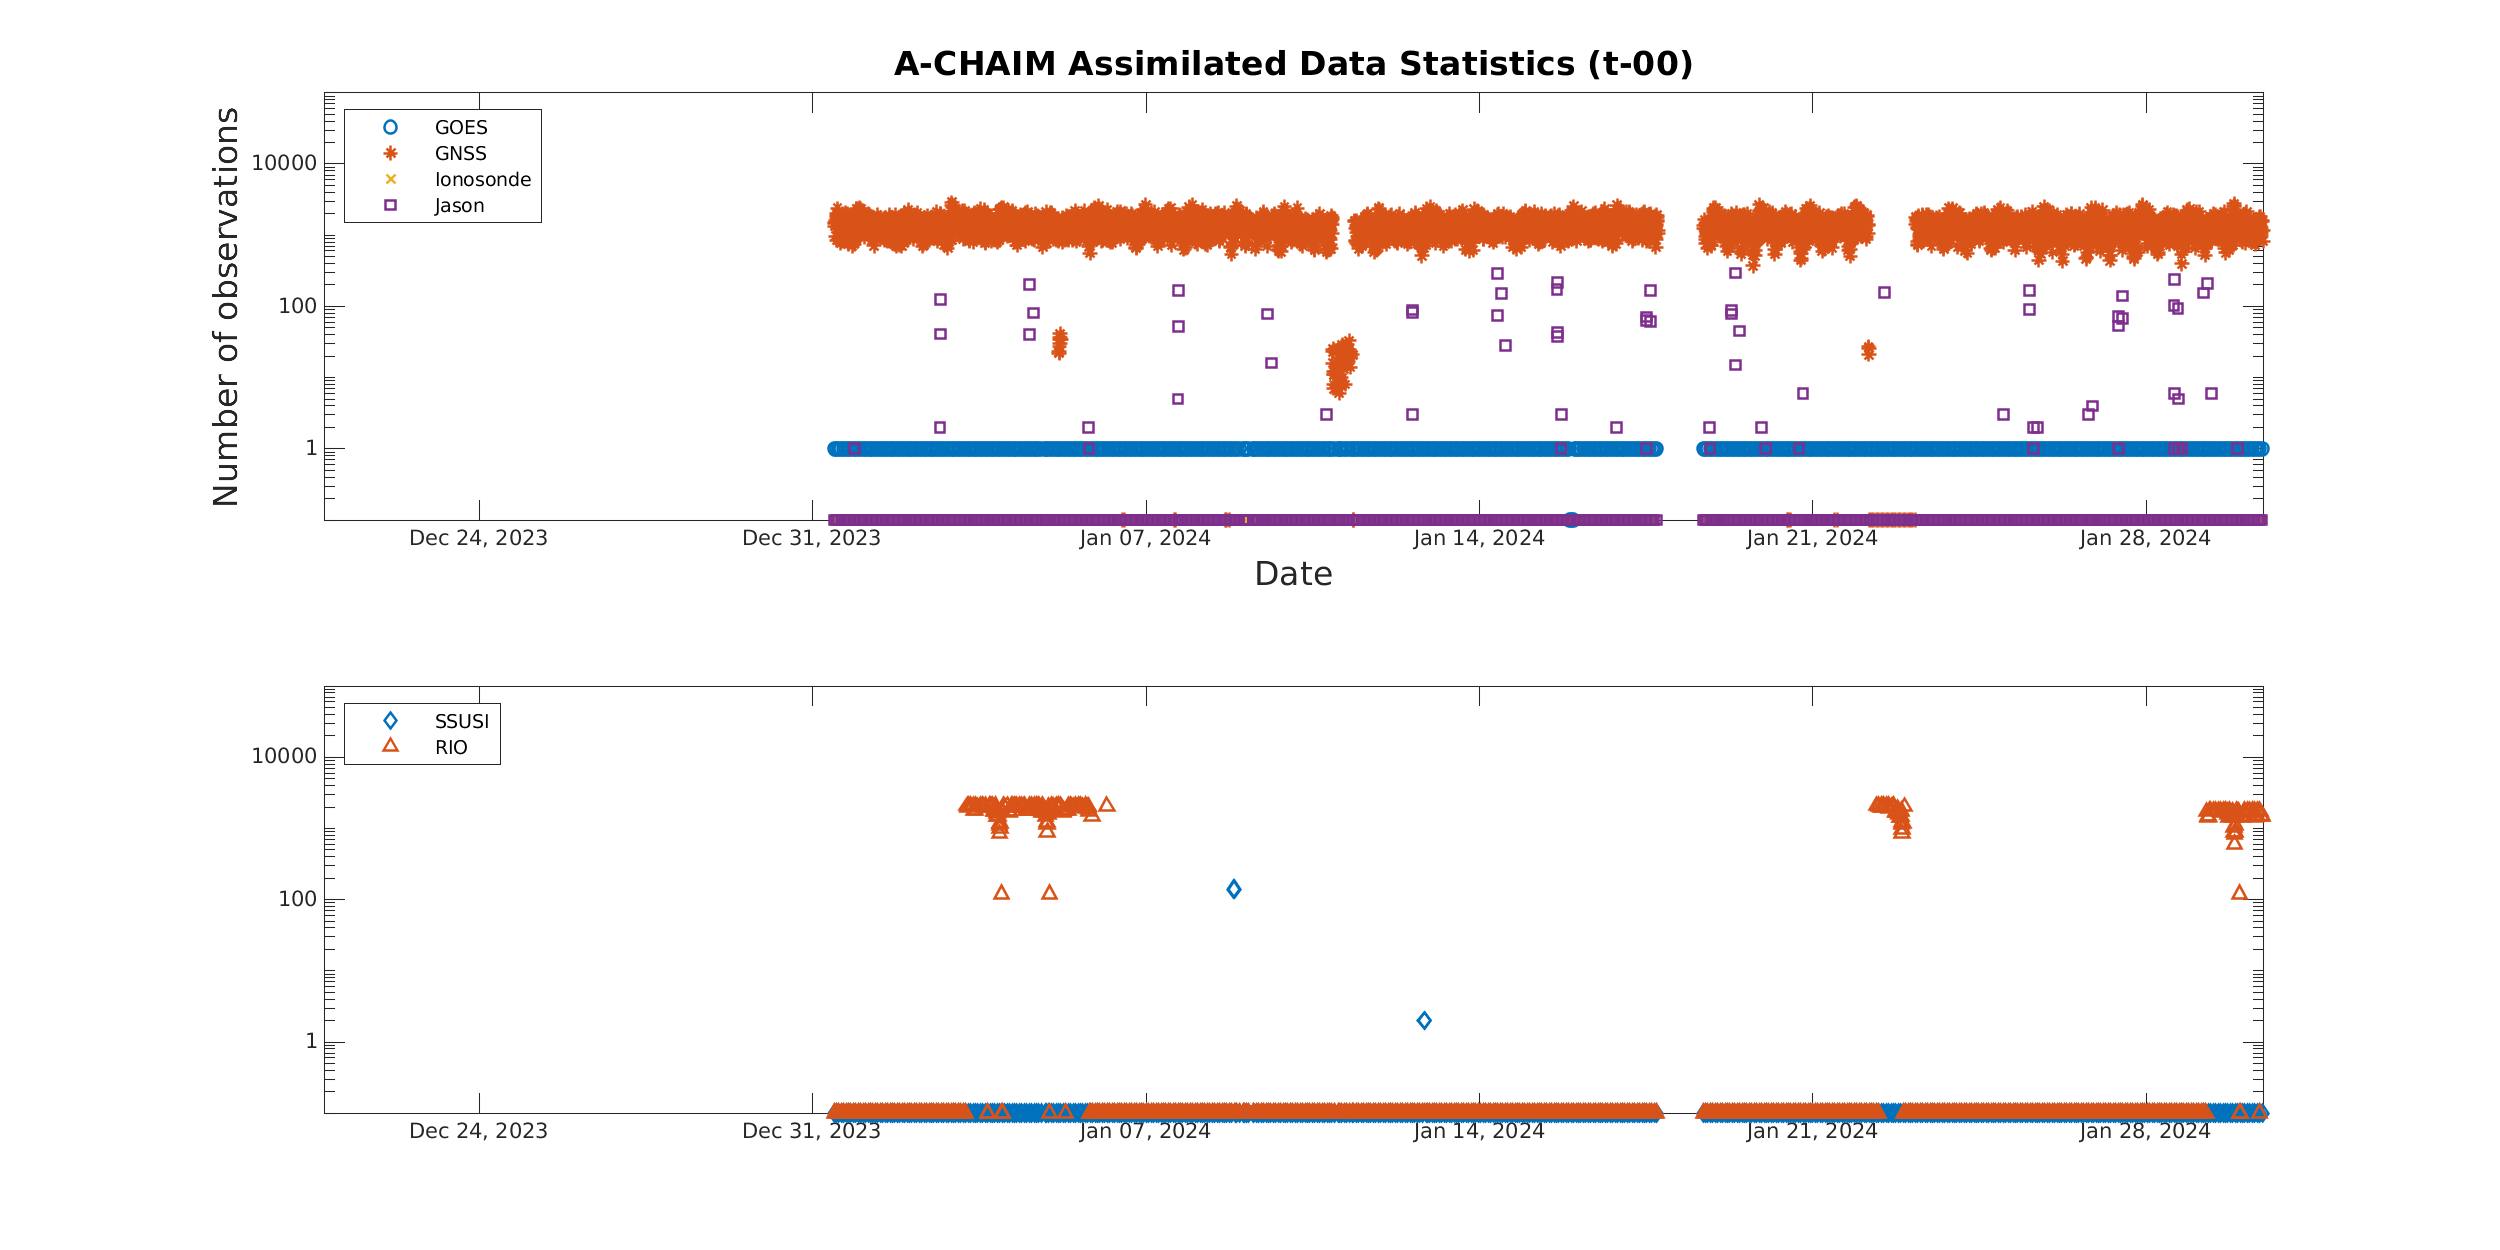 A-CHAIM Assimilated Data Statistics (t-00)
Number of observations
GOES
GNSS
Ionosonde
Jason
10000
100
1
Dec 24, 2023
Dec 31, 2023
Jan 07, 2024
Jan 14, 2024
Jan 21, 2024
Jan 28, 2024
Date
SSUSI
RIO
10000
100
1
Dec 24, 2023
Dec 31, 2023
Jan 07, 2024
Jan 14, 2024
Jan 21, 2024
Jan 28, 2024